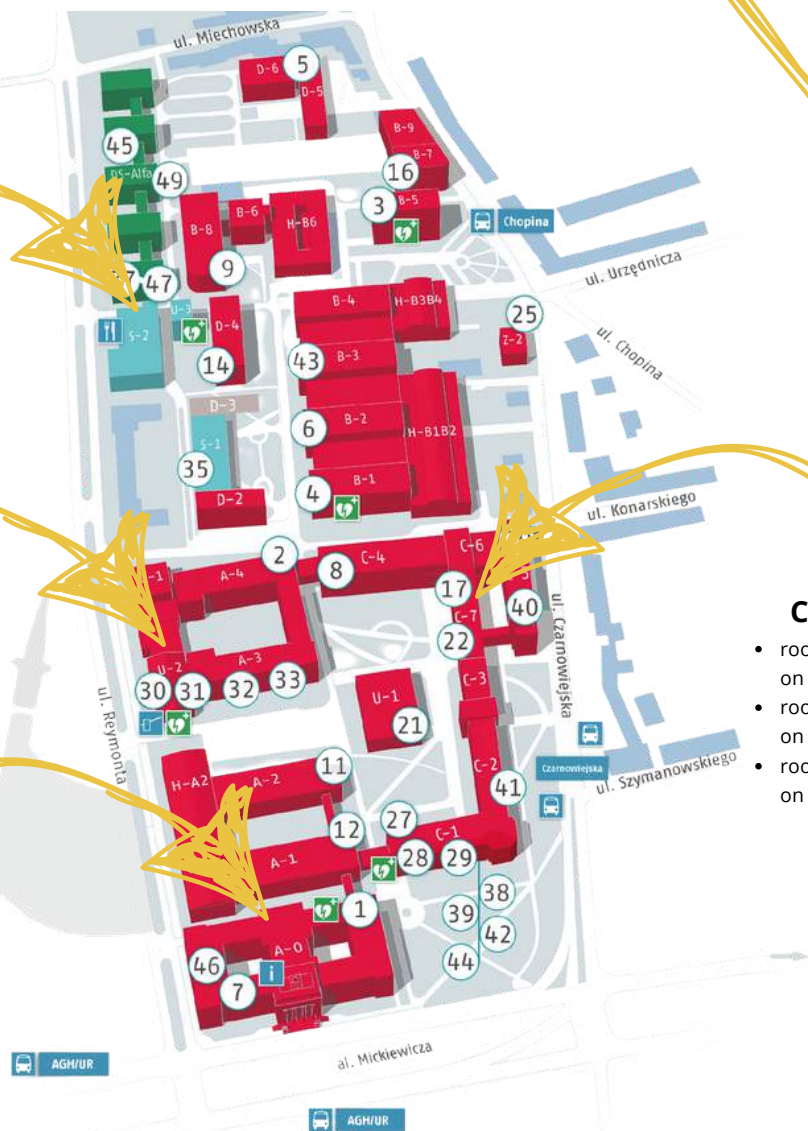 ul. Miechowska
D-6
5
D-5
B-9
45
B-7
DS-Alfa
49
16
B-8
B-6
H-B6
3
B-5
Chopina
9
ul. Urzędnicza
47
U-3
B-4
H-B3B4
25
S-2
D-4
Z-2
ul. Chopina
14
43
B-3
D-3
6
B-2
H-B1B2
S-1
35
4
B-1
D-2
ul. Konarskiego
2
C-4
C-6
A-4
8
17
40
ul. Czarnowiejska
C-7
22
U-2
A-3
C-3
30
31
32
33
U-1
21
ul. Reymonta
H-A2
A-2
11
C-2
Czarnowiejska
ul. Szymanowskiego
41
12
27
C-1
A-1
28
29
1
38
39
42
A-0
46
44
i
7
al. Mickiewicza
AGH/UR
AGH/UR
C
• roo
on
• roo
on
• roo
on